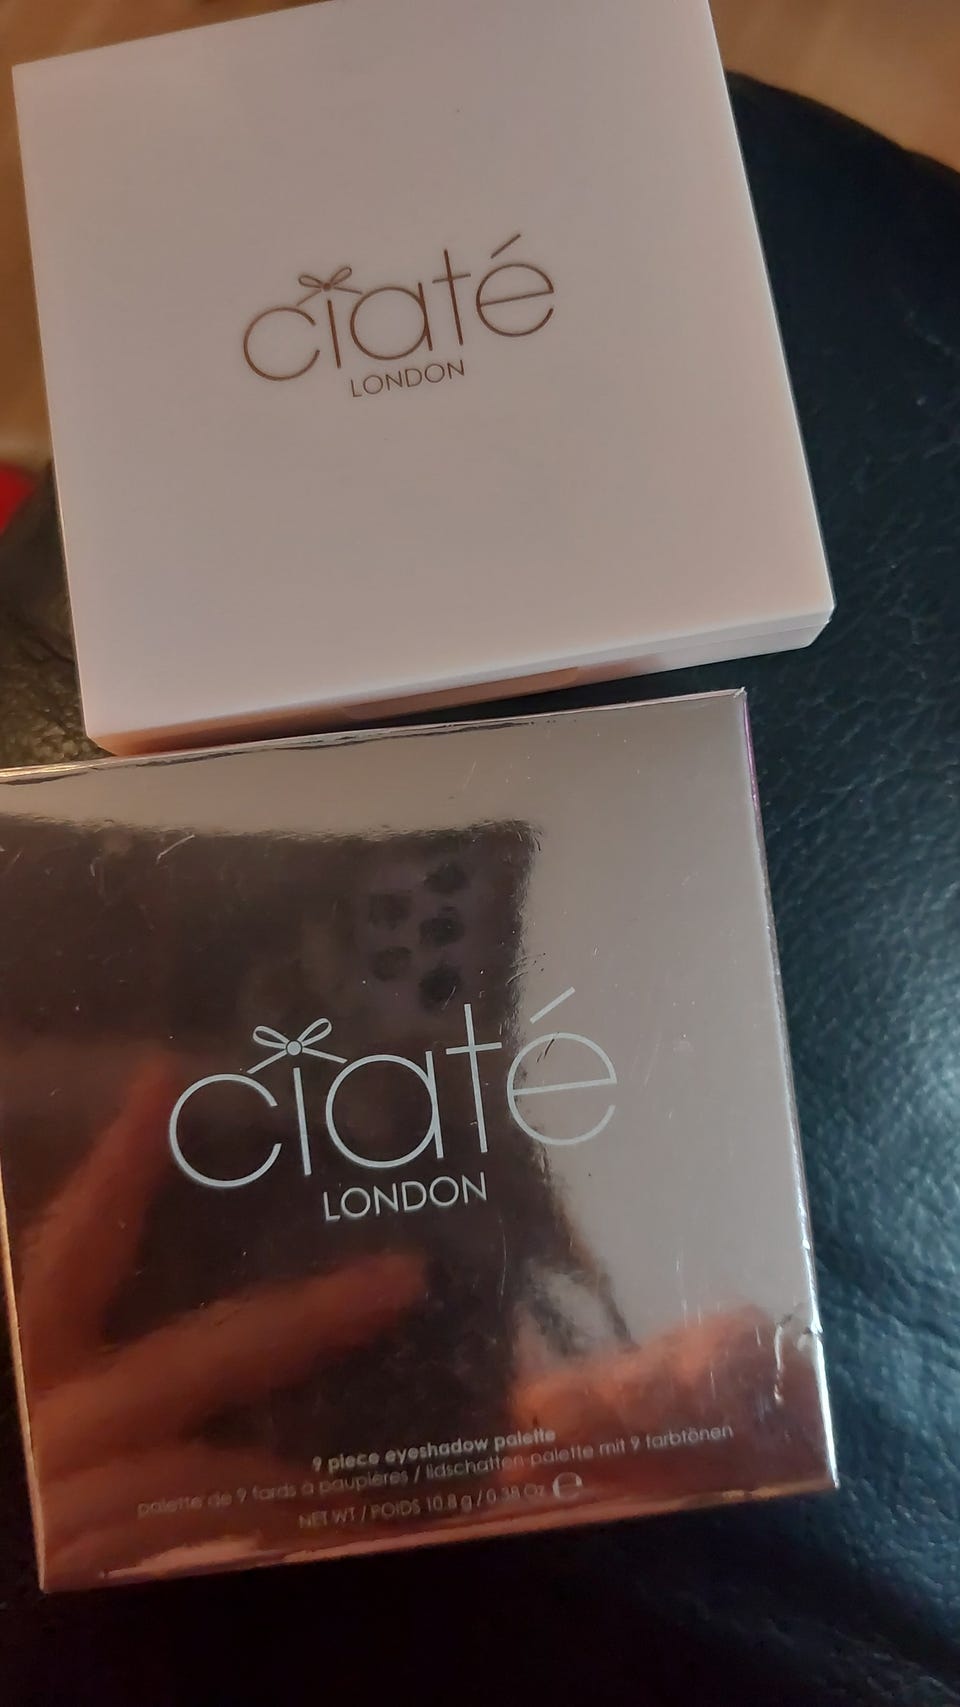 ciaté
LONDON
ciaté
LONDON
9 piece eyeshadow palette
palette de 9 fards à paupières / lidschatten-palette mit 9 farbtönen
NET WT / POIDS 10.8 g / 0.38 Oz ℮